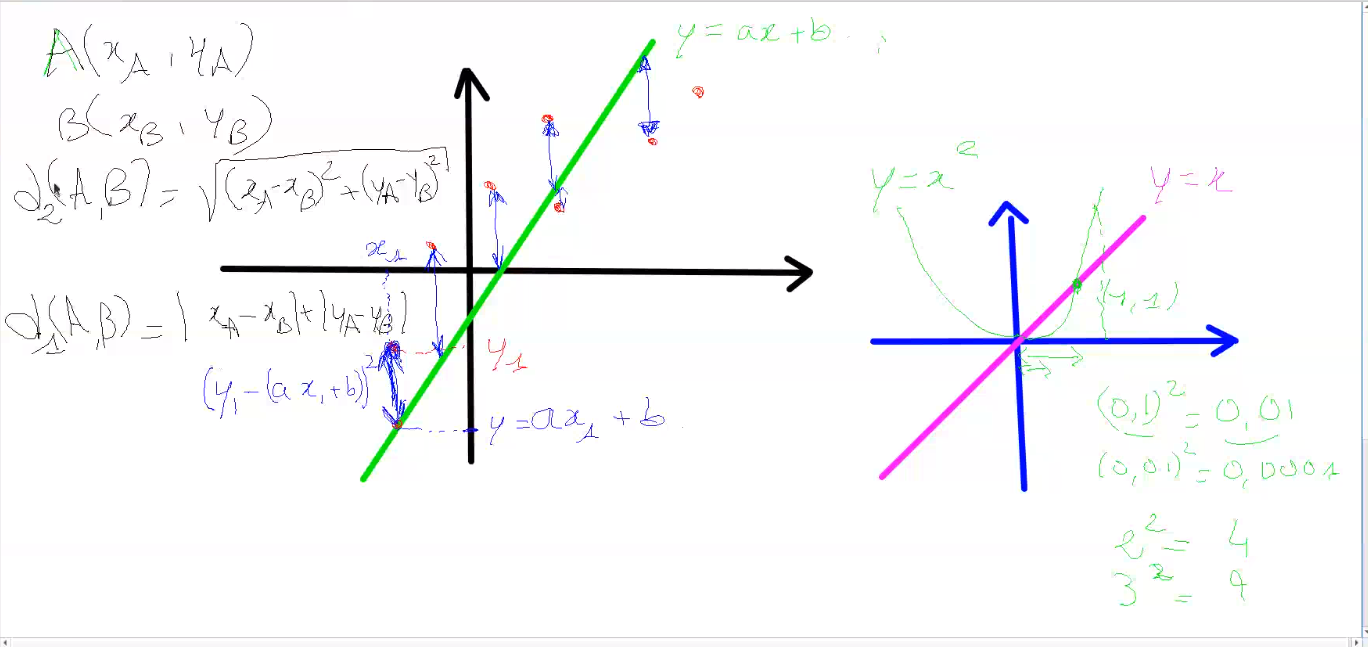 A(x_A, y_A)
B(x_B, y_B)
d_2(A,B) = √((x_A-x_B)^2+(y_A-y_B)^2)
d_1(A,B) = |x_A-x_B|+|y_A-y_B|
(y_1-(ax_1+b))^2
x_1
y_1
y=ax_1+b
y=ax+b
y=x^2
y=x
(1,1)
(0,1)^2=0,01
(0,01)^2=0,0001
2^2=4
3^2=9